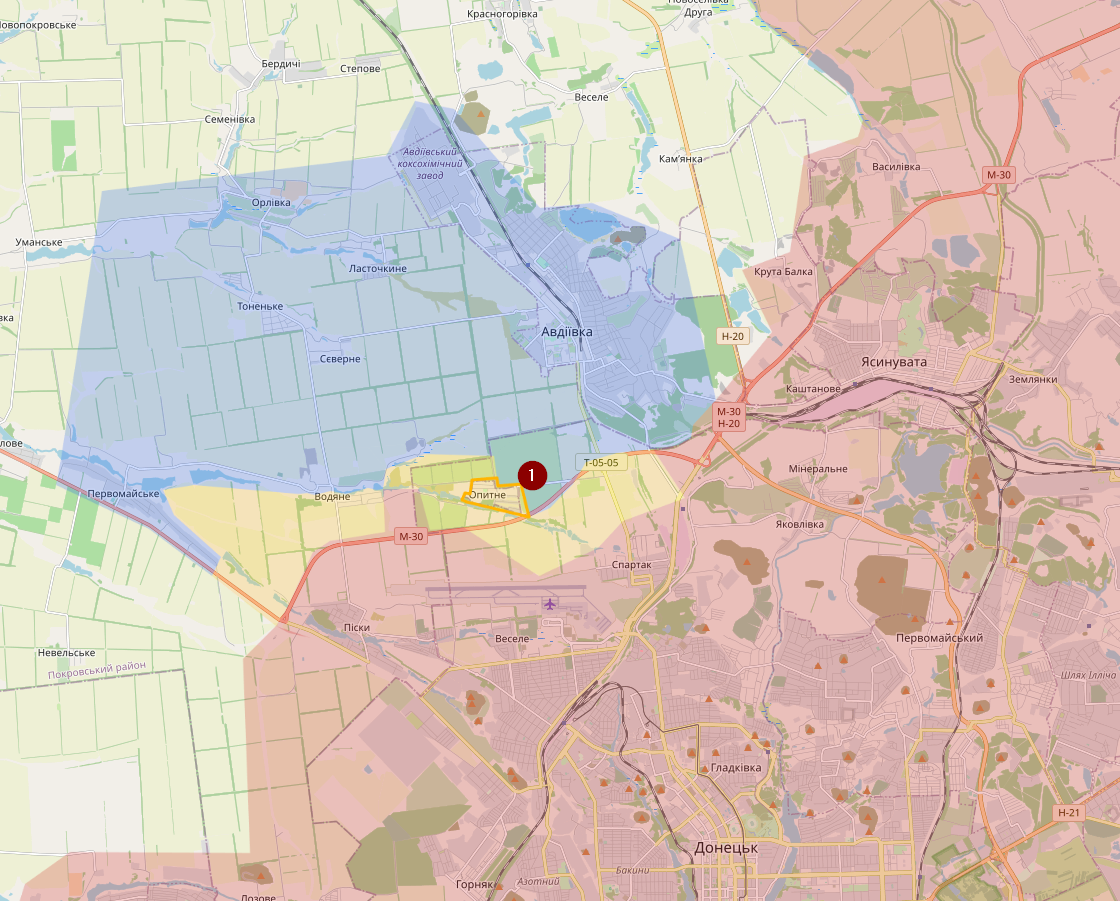 Красногорівка
Новоселівка
Друга
Новопокровське
Бердичі
Степове
Веселе
Семенівка
Авдіївський
коксохімічний
завод
Кам'янка
Василівка
М-30
Орлівка
Уманське
Ласточкине
Крута Балка
Тоненьке
Авдіївка
Н-20
Сєверне
Ясинувата
Землянки
Каштанове
М-30
Н-20
Т-05-05
Мінеральне
1
Первомайське
Водяне
Опитне
М-30
Яковлівка
Спартак
Піски
Веселе
Первомайський
Невельське
Покровський район
Шлях Ілліча
Гладківка
Н-21
Донецьк
Бакини
Горняк
Азотний
Лозове